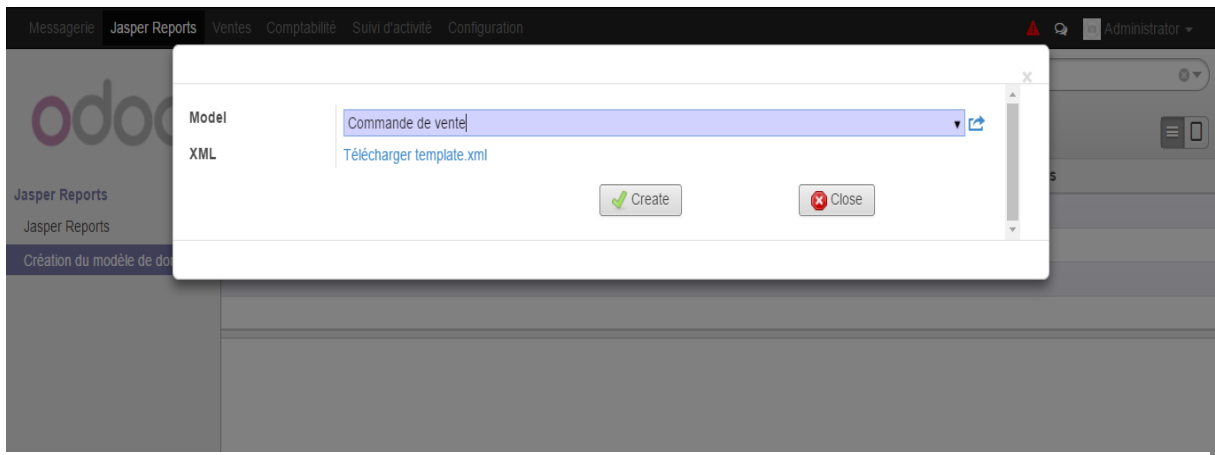 Messagerie Jasper Reports Ventes Comptabilité Suivi d'activité Configuration Administrator
odoo
Model Commande de vente
XML Télécharger template.xml
Create Close
Jasper Reports
Jasper Reports
Création du modèle de